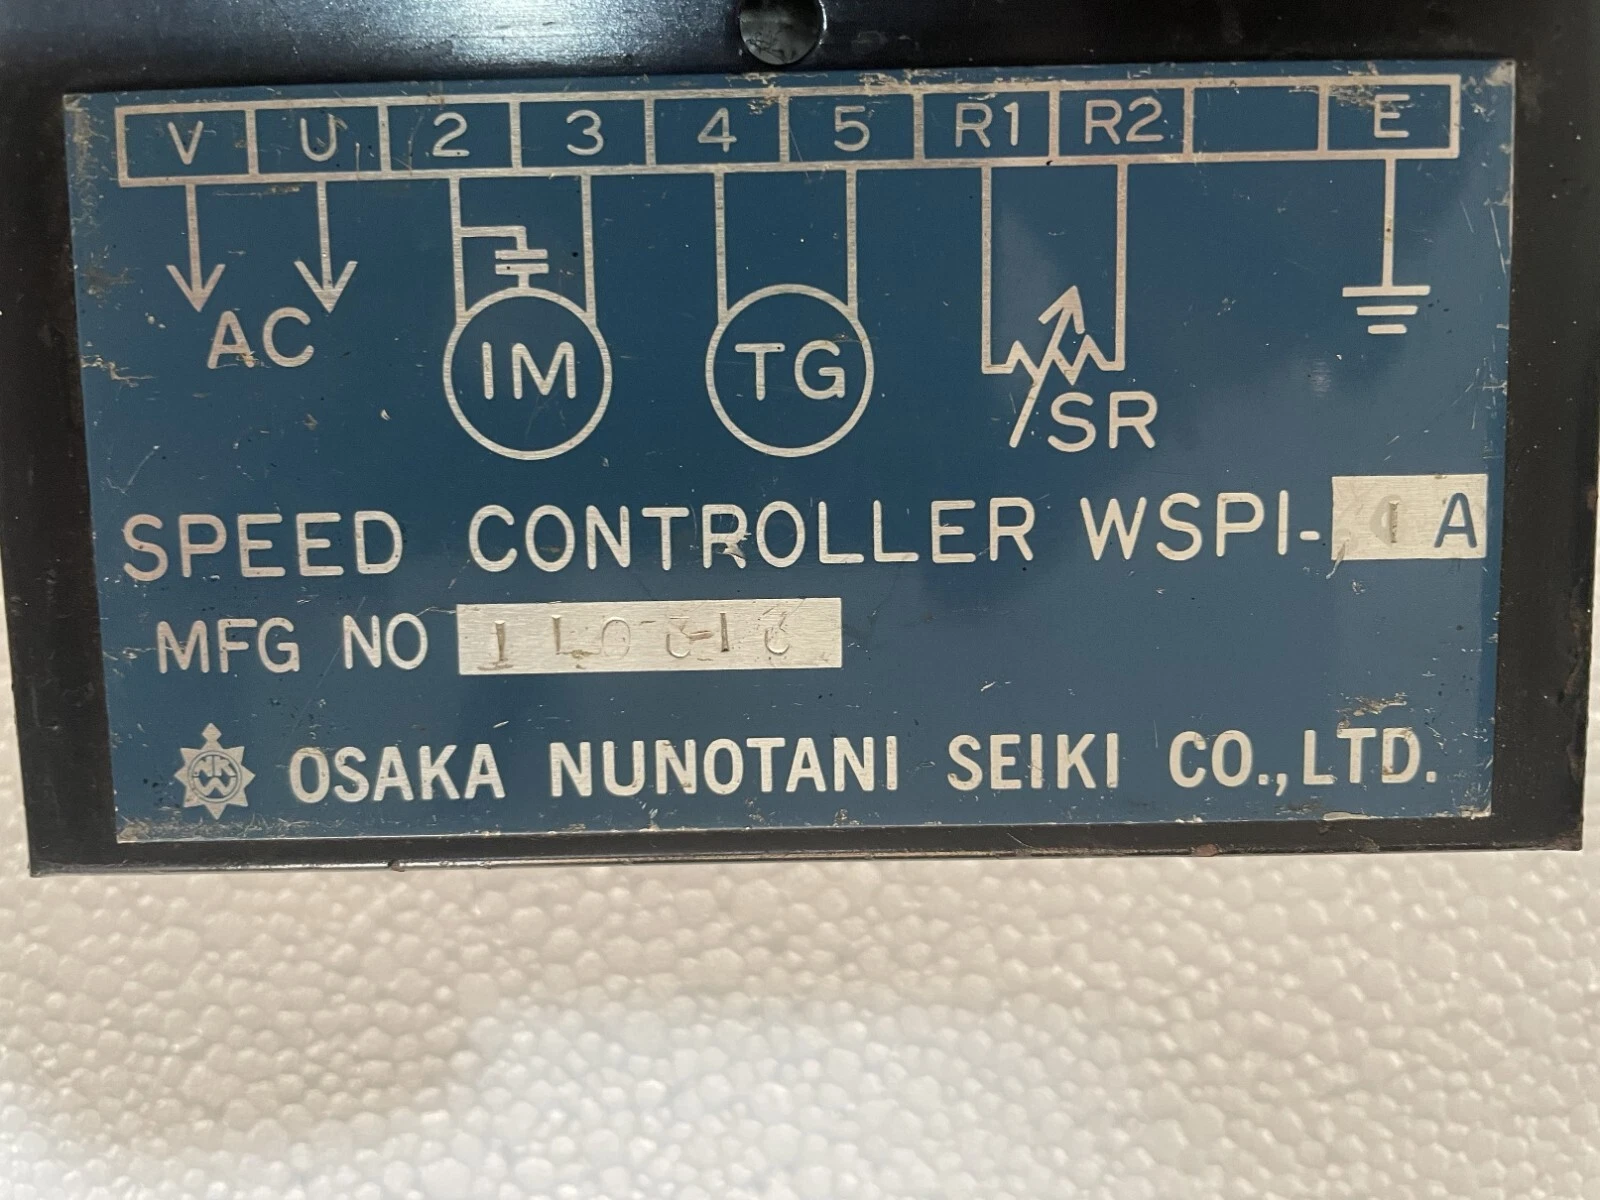 V U 2 3 4 5 R1 R2 E
AC IM TG SR
SPEED CONTROLLER WSPI- A
MFG NO
OSAKA NUNOTANI SEIKI CO., LTD.